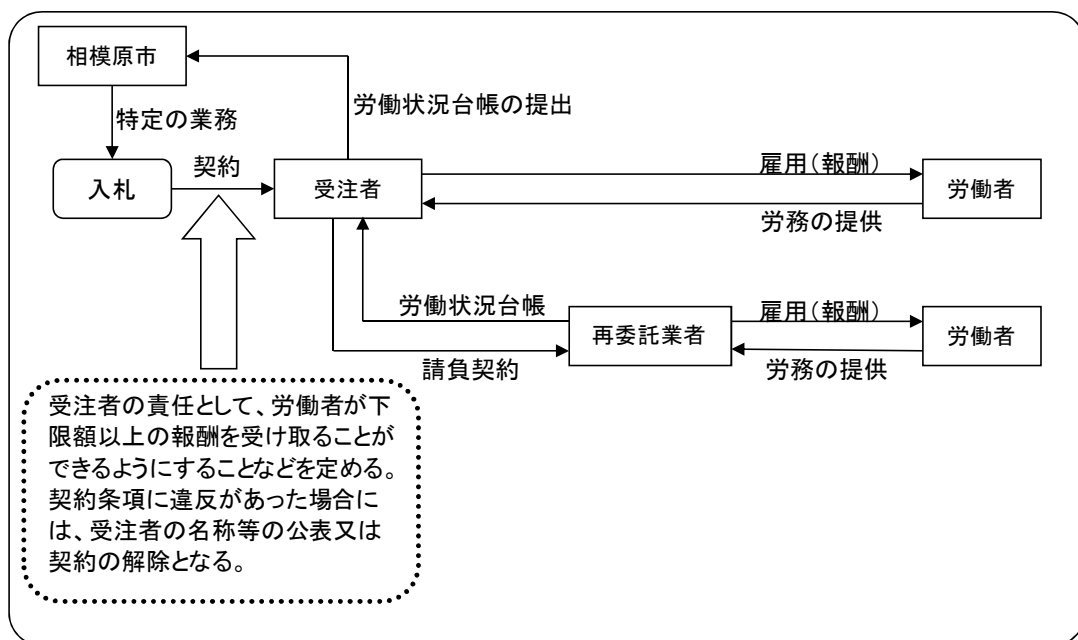 相模原市
労働状況台帳の提出
特定の業務
契約
入札
受注者
雇用(報酬)
労働者
労務の提供
労働状況台帳
再委託業者
雇用(報酬)
労働者
請負契約
労務の提供
受注者の責任として、労働者が下
限額以上の報酬を受け取ることが
できるようにすることなどを定める。
契約条項に違反があった場合に
は、受注者の名称等の公表又は
契約の解除となる。